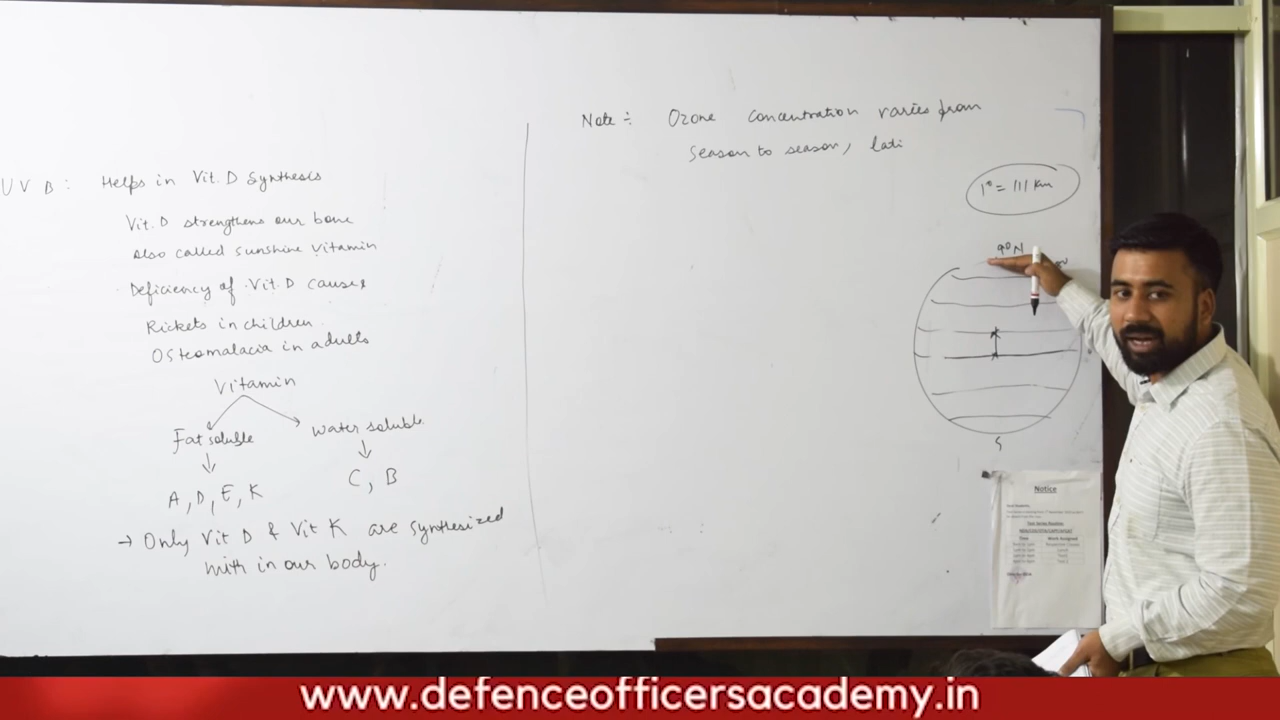 UVB : Helps in Vit. D Synthesis
Vit. D strengthens our bone
Also called sunshine vitamin
Deficiency of Vit. D causes
Rickets in children.
Osteomalacia in adults
Vitamin
Fat soluble
Water soluble.
A, D, E, K
C, B
→ Only Vit D & Vit K are synthesized
with in our body.
Note :- Ozone concentration varies from
Season to season, lati
1° = 111 Km
90 N
S
Notice
www.defenceofficersacademy.in